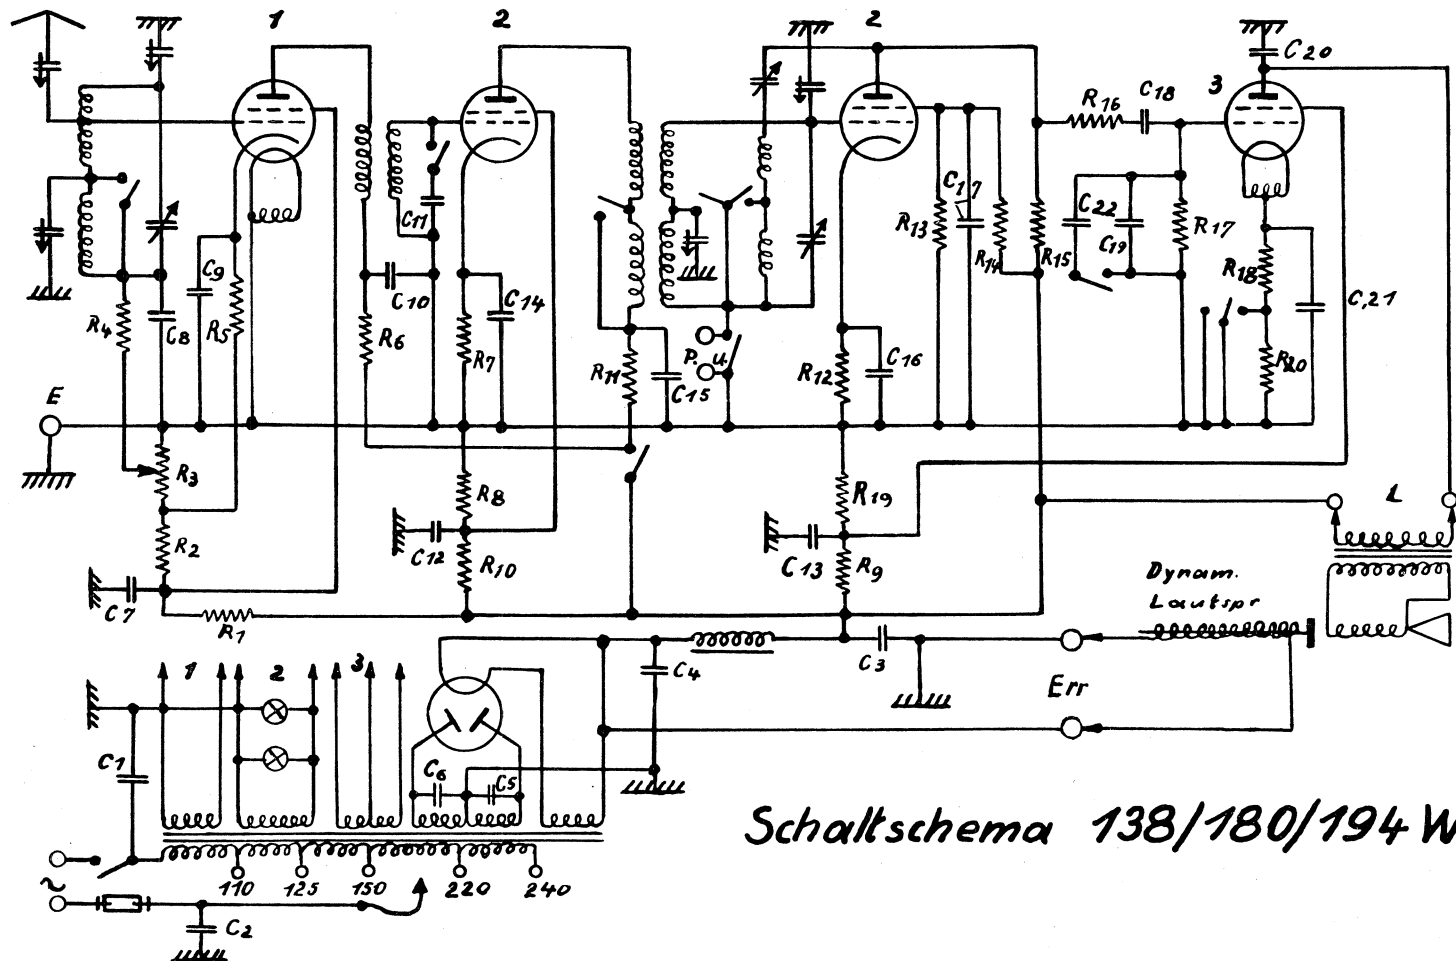 1
2
2
3
C20
R16
C18
C11
C17
R13
R14
R15
C22
C19
R17
R18
C21
R20
C9
R4
C8
R5
C10
R6
R7
C14
R11
C15
P. u.
R12
C16
E
R3
R2
C7
R1
R8
C12
R10
R19
C13
R9
L
Dynam.
Lautspr
C4
C3
Err
1
2
3
C1
C6
C5
Schaltschema 138/180/194 W
110
125
150
220
240
~
C2